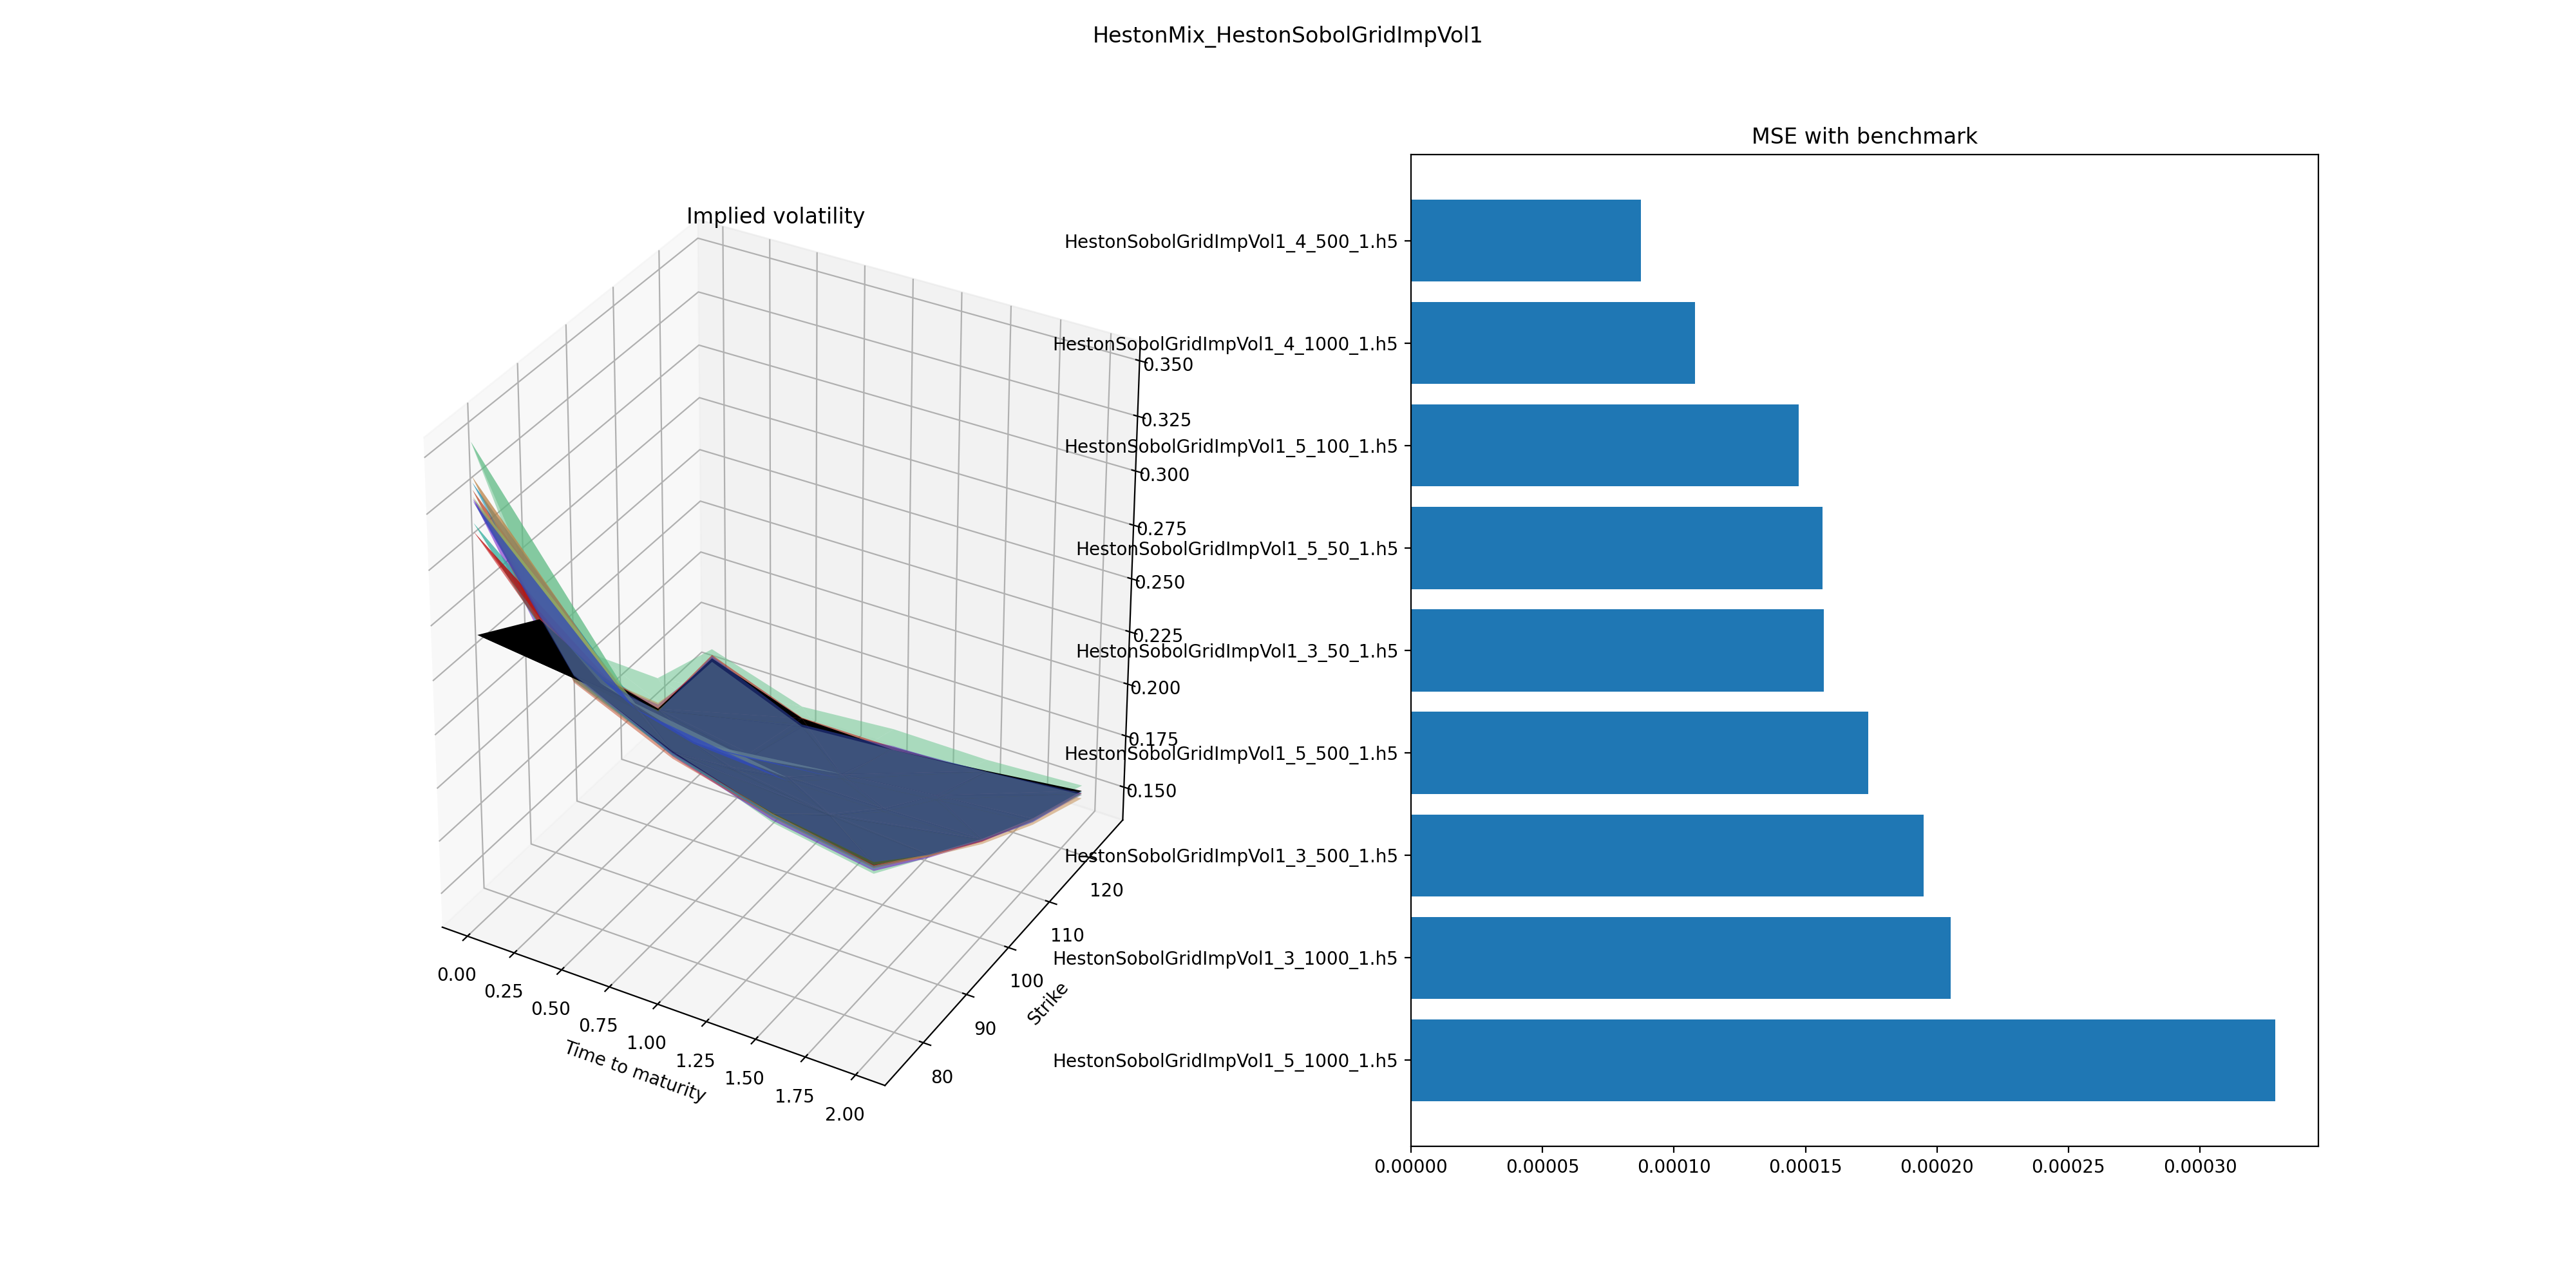 HestonMix_HestonSobolGridImpVol1
Implied volatility
0.350
0.325
0.300
0.275
0.250
0.225
0.200
0.175
0.150
120
110
100
90
80
Strike
0.00
0.25
0.50
0.75
1.00
1.25
1.50
1.75
2.00
Time to maturity
MSE with benchmark
HestonSobolGridImpVol1_4_500_1.h5
HestonSobolGridImpVol1_4_1000_1.h5
HestonSobolGridImpVol1_5_100_1.h5
HestonSobolGridImpVol1_5_50_1.h5
HestonSobolGridImpVol1_3_50_1.h5
HestonSobolGridImpVol1_5_500_1.h5
HestonSobolGridImpVol1_3_500_1.h5
HestonSobolGridImpVol1_3_1000_1.h5
HestonSobolGridImpVol1_5_1000_1.h5
0.00000 0.00005 0.00010 0.00015 0.00020 0.00025 0.00030